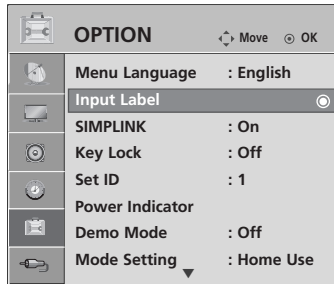 OPTION Move OK
Menu Language : English
Input Label
SIMPLINK : On
Key Lock : Off
Set ID : 1
Power Indicator
Demo Mode : Off
Mode Setting : Home Use